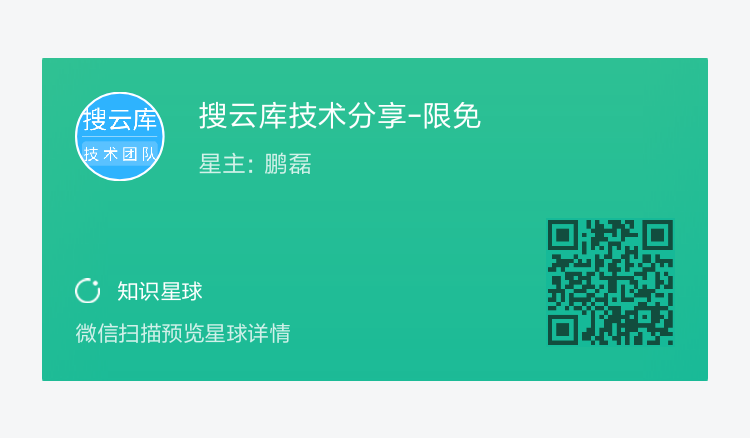 搜云库
技术团队
搜云库技术分享-限免
星主: 鹏磊
知识星球
微信扫描预览星球详情